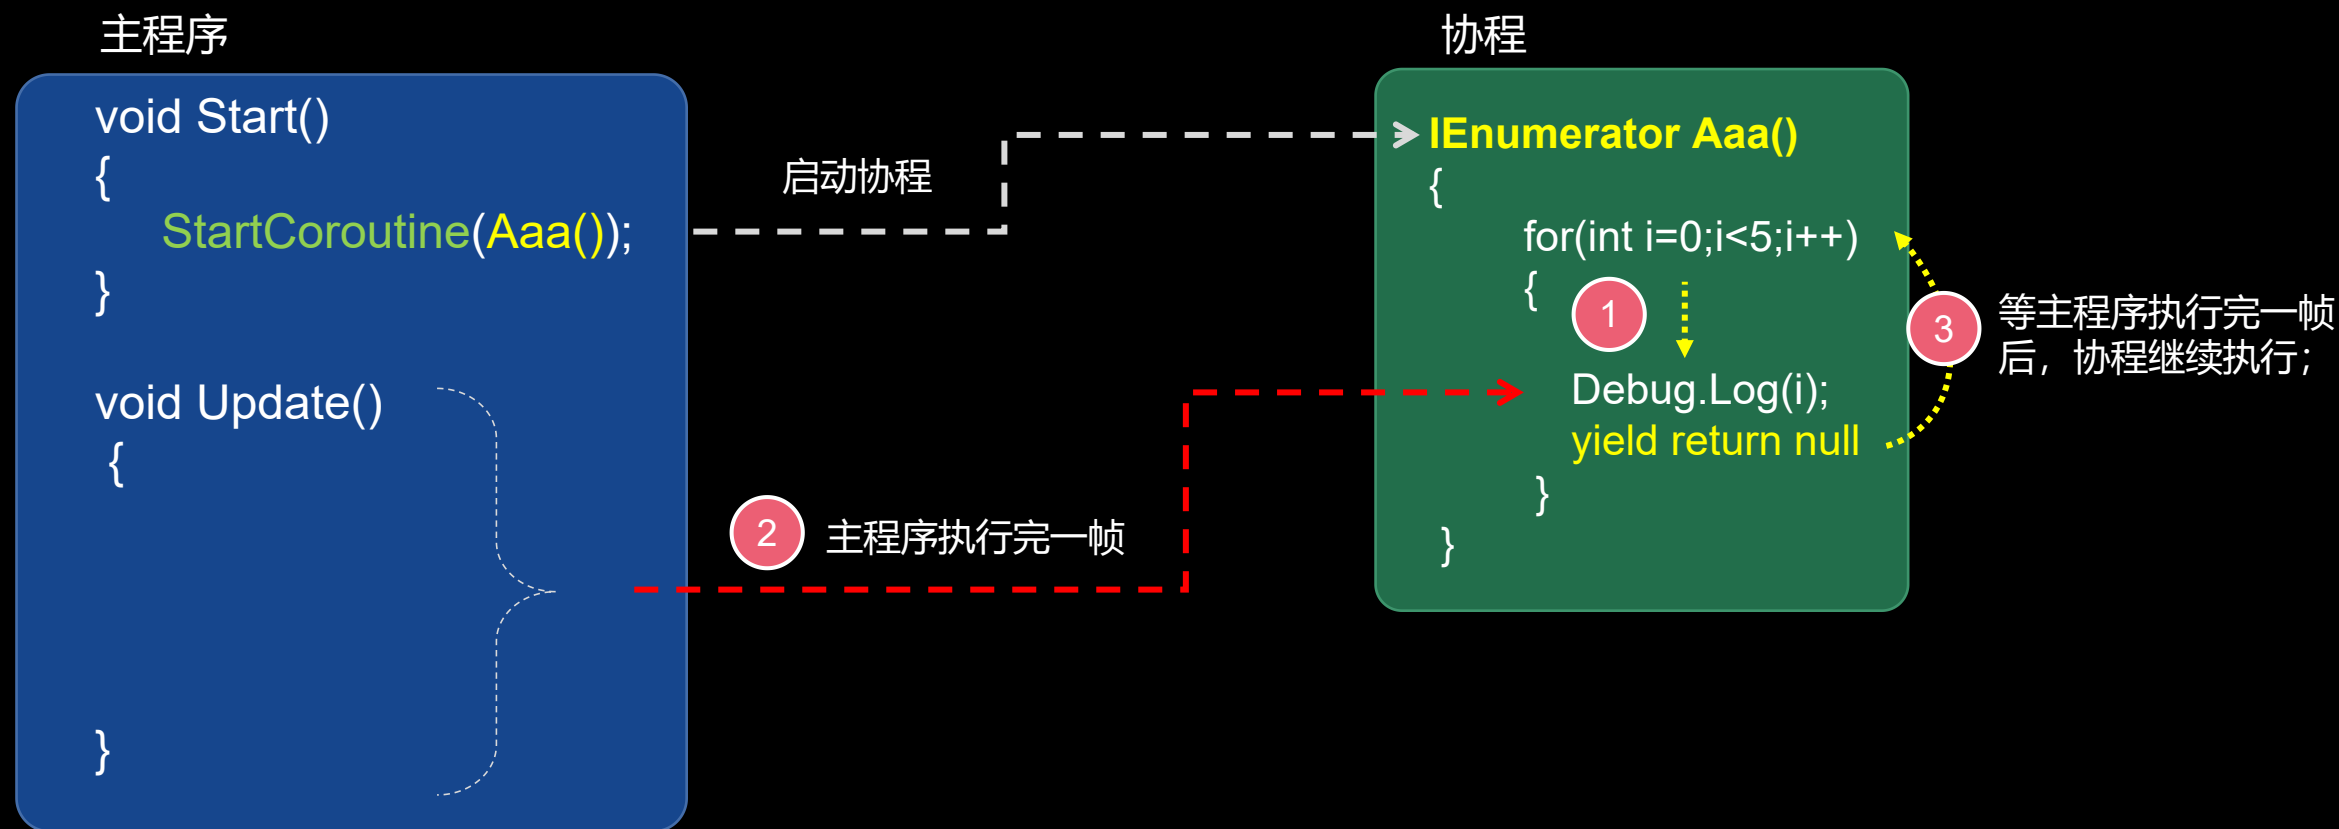 主程序
void Start()
{
StartCoroutine(Aaa());
}
void Update()
{
}
启动协程
2
主程序执行完一帧
协程
IEnumerator Aaa()
{
for(int i=0;i<5;i++)
{
1
Debug.Log(i);
yield return null
}
}
3
等主程序执行完一帧
后，协程继续执行；